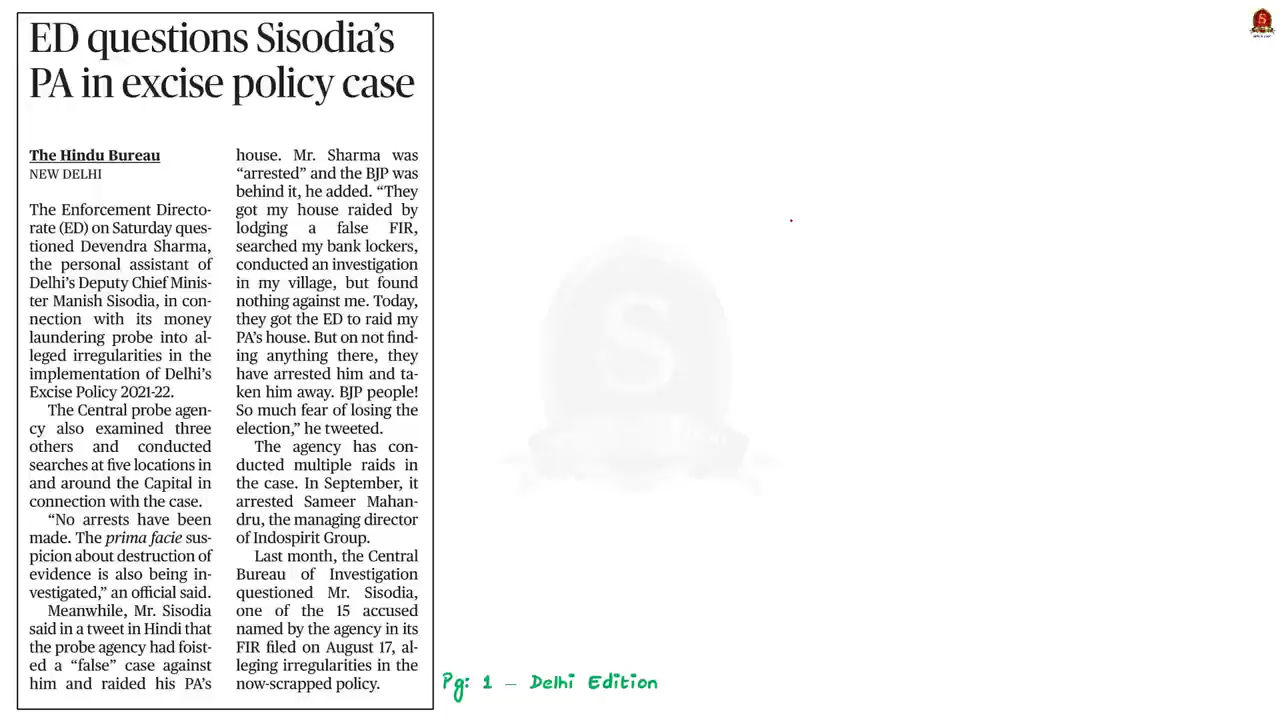 ED questions Sisodia's
PA in excise policy case
The Hindu Bureau
NEW DELHI
The Enforcement Directo-
rate (ED) on Saturday ques-
tioned Devendra Sharma,
the personal assistant of
Delhi's Deputy Chief Minis-
ter Manish Sisodia, in con-
nection with its money
laundering probe into al-
leged irregularities in the
implementation of Delhi's
Excise Policy 2021-22.
The Central probe agen-
cy also examined three
others and conducted
searches at five locations in
and around the Capital in
connection with the case.
"No arrests have been
made. The prima facie sus-
picion about destruction of
evidence is also being in-
vestigated," an official said.
Meanwhile, Mr. Sisodia
said in a tweet in Hindi that
the probe agency had foist-
ed a "false" case against
him and raided his PA's
house. Mr. Sharma was
"arrested" and the BJP was
behind it, he added. "They
got my house raided by
lodging a false FIR,
searched my bank lockers,
conducted an investigation
in my village, but found
nothing against me. Today,
they got the ED to raid my
PA's house. But on not find-
ing anything there, they
have arrested him and ta-
ken him away. BJP people!
So much fear of losing the
election," he tweeted.
The agency has con-
ducted multiple raids in
the case. In September, it
arrested Sameer Mahan-
dru, the managing director
of Indospirit Group.
Last month, the Central
Bureau of Investigation
questioned Mr. Sisodia,
one of the 15 accused
named by the agency in its
FIR filed on August 17, al-
leging irregularities in the
now-scrapped policy.
Pg: 1 – Delhi Edition
S